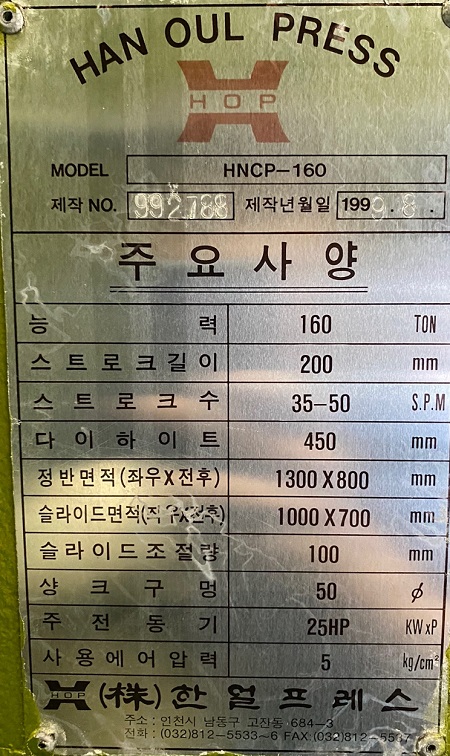 HAN OUL PRESS
HOP
MODEL HNCP-160
제작 NO. 992788 제작년월일 1999.8.
주요사양
능력 160 TON
스트로크길이 200 mm
스트로크수 35-50 S.P.M
다이하이트 450 mm
정반면적(좌우X전후) 1300X800 mm
슬라이드면적(좌우X전후) 1000X700 mm
슬라이드조절량 100 mm
샹크구멍 50 ϕ
주전동기 25HP KWxP
사용에어압력 5 kg/cm²
HOP (株)한얼프레스
주소 : 인천시 남동구 고잔동 684-3
전화 : (032)812-5533~6 FAX:(032)812-5537